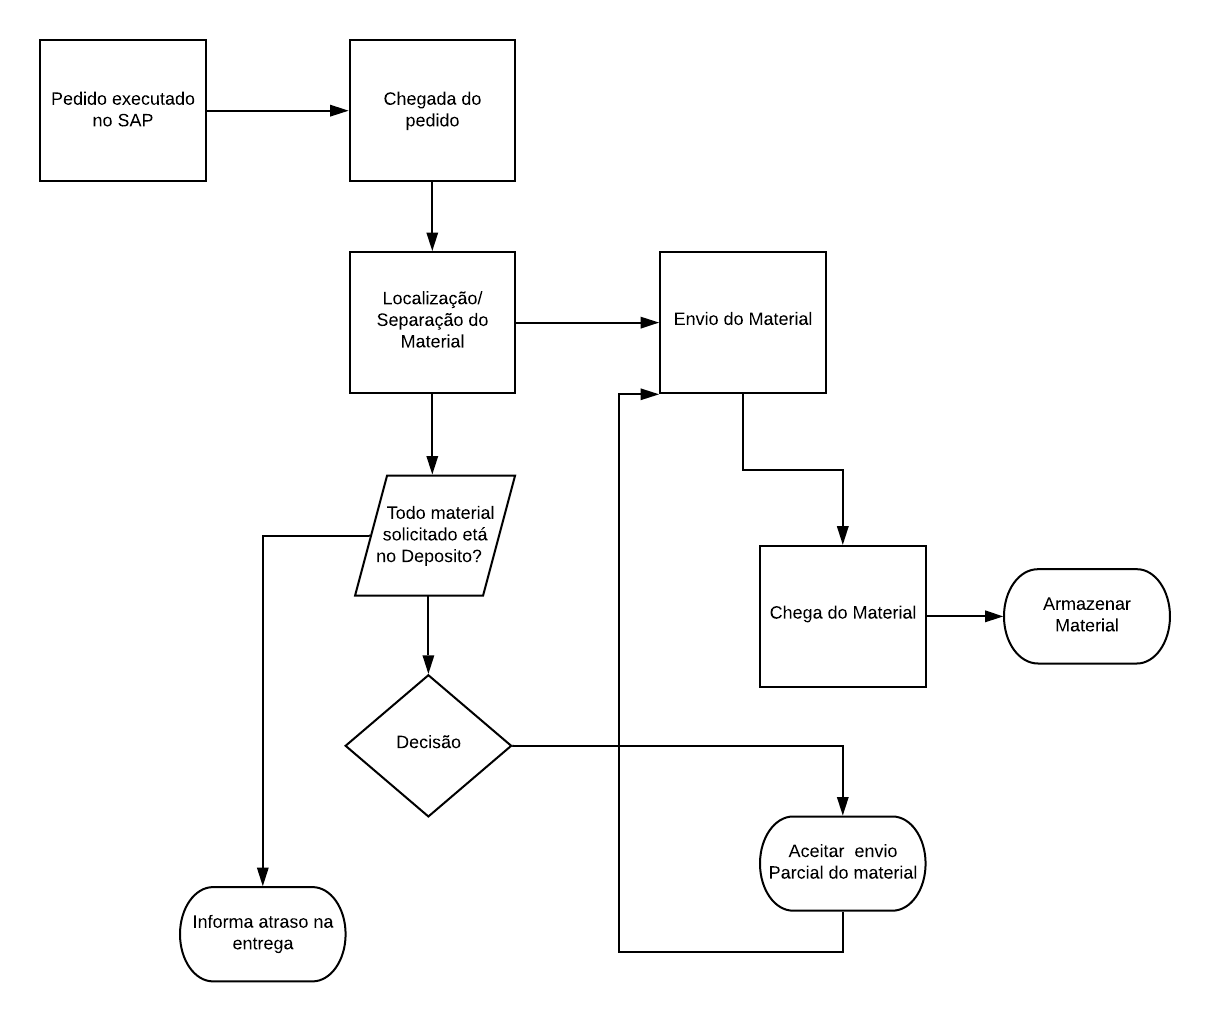 Pedido executado
no SAP
Chegada do
pedido
Localização/
Separação do
Material
Envio do Material
Todo material
solicitado etá
no Deposito?
Chega do Material
Armazenar
Material
Decisão
Aceitar  envio
Parcial do material
Informa atraso na
entrega